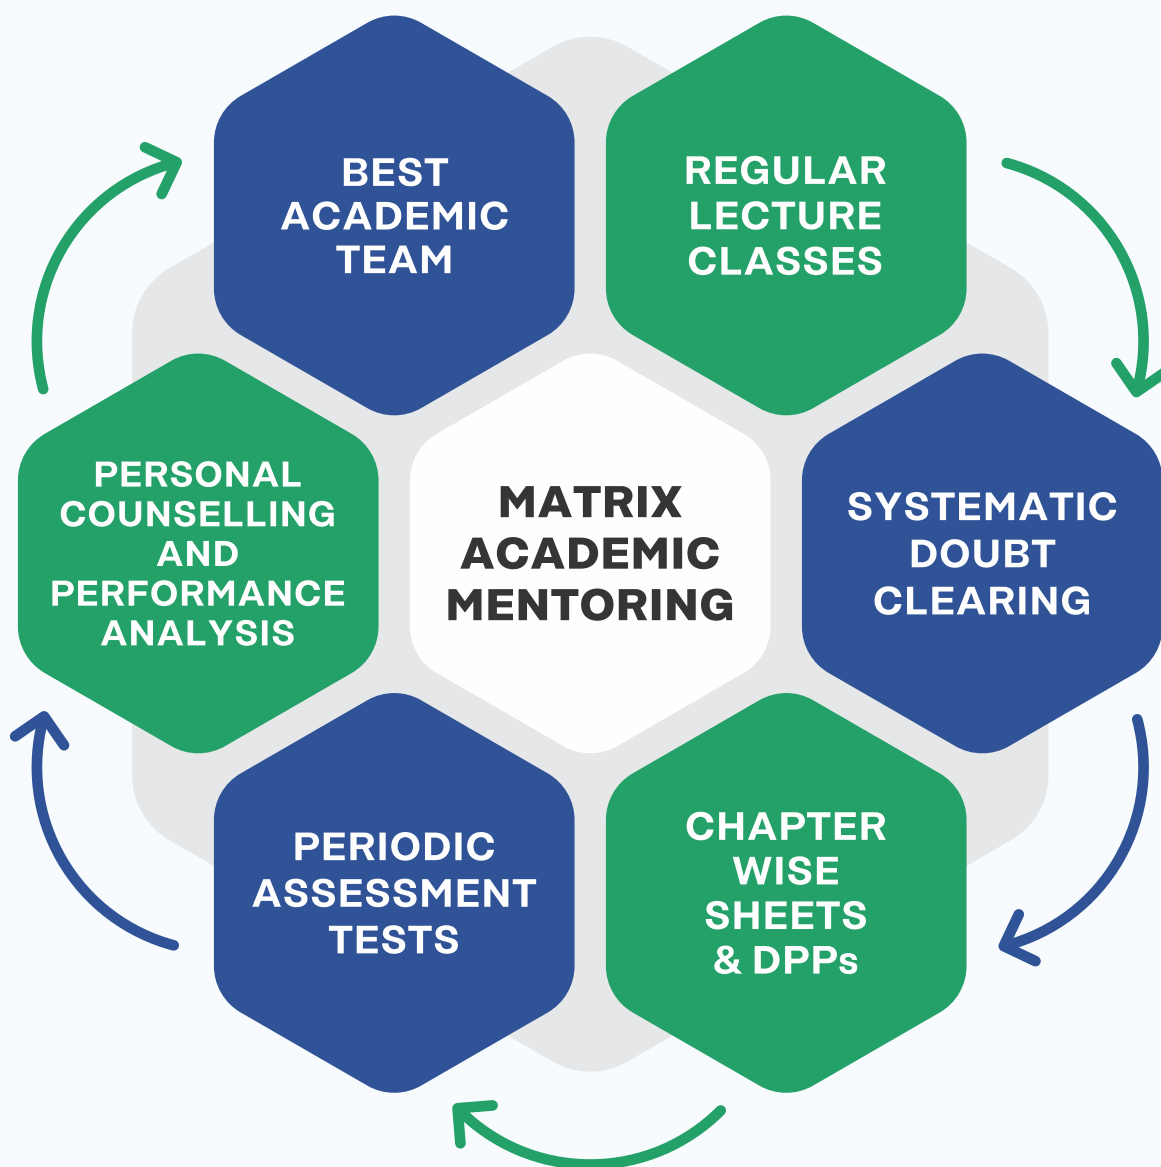 BEST
ACADEMIC
TEAM
REGULAR
LECTURE
CLASSES
PERSONAL
COUNSELLING
AND
PERFORMANCE
ANALYSIS
MATRIX
ACADEMIC
MENTORING
SYSTEMATIC
DOUBT
CLEARING
PERIODIC
ASSESSMENT
TESTS
CHAPTER
WISE
SHEETS
& DPPs